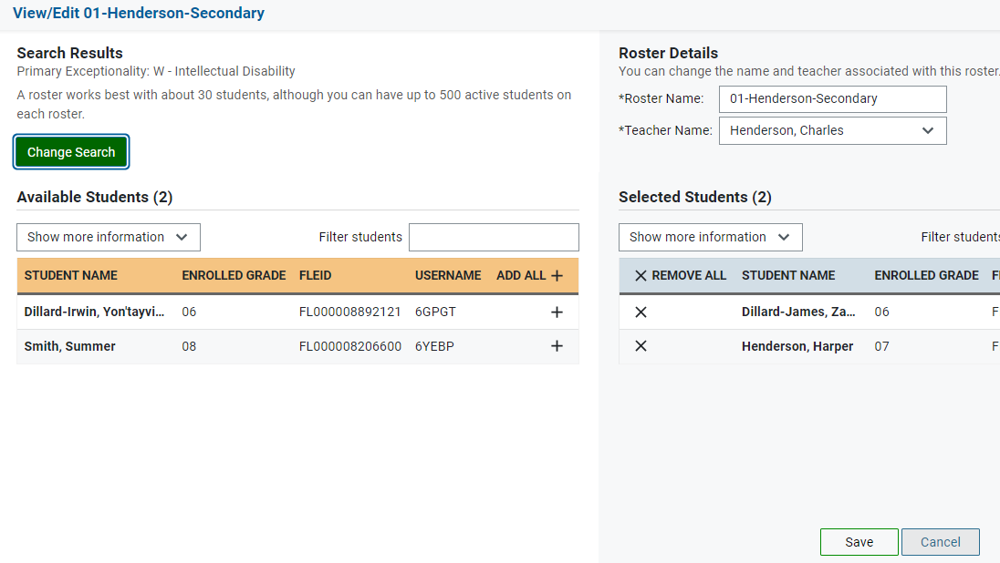 View/Edit 01-Henderson-Secondary
Search Results
Primary Exceptionality: W - Intellectual Disability
A roster works best with about 30 students, although you can have up to 500 active students on
each roster.
Change Search
Available Students (2)
Show more information
Filter students
STUDENT NAME ENROLLED GRADE FLEID USERNAME ADD ALL +
Dillard-Irwin, Yon'tayvi... 06 FL000008892121 6GPGT +
Smith, Summer 08 FL000008206600 6YEBP +
Roster Details
You can change the name and teacher associated with this roster.
*Roster Name: 01-Henderson-Secondary
*Teacher Name: Henderson, Charles
Selected Students (2)
Show more information
Filter students
REMOVE ALL STUDENT NAME ENROLLED GRADE
Dillard-James, Za... 06 F
Henderson, Harper 07 F
Save Cancel